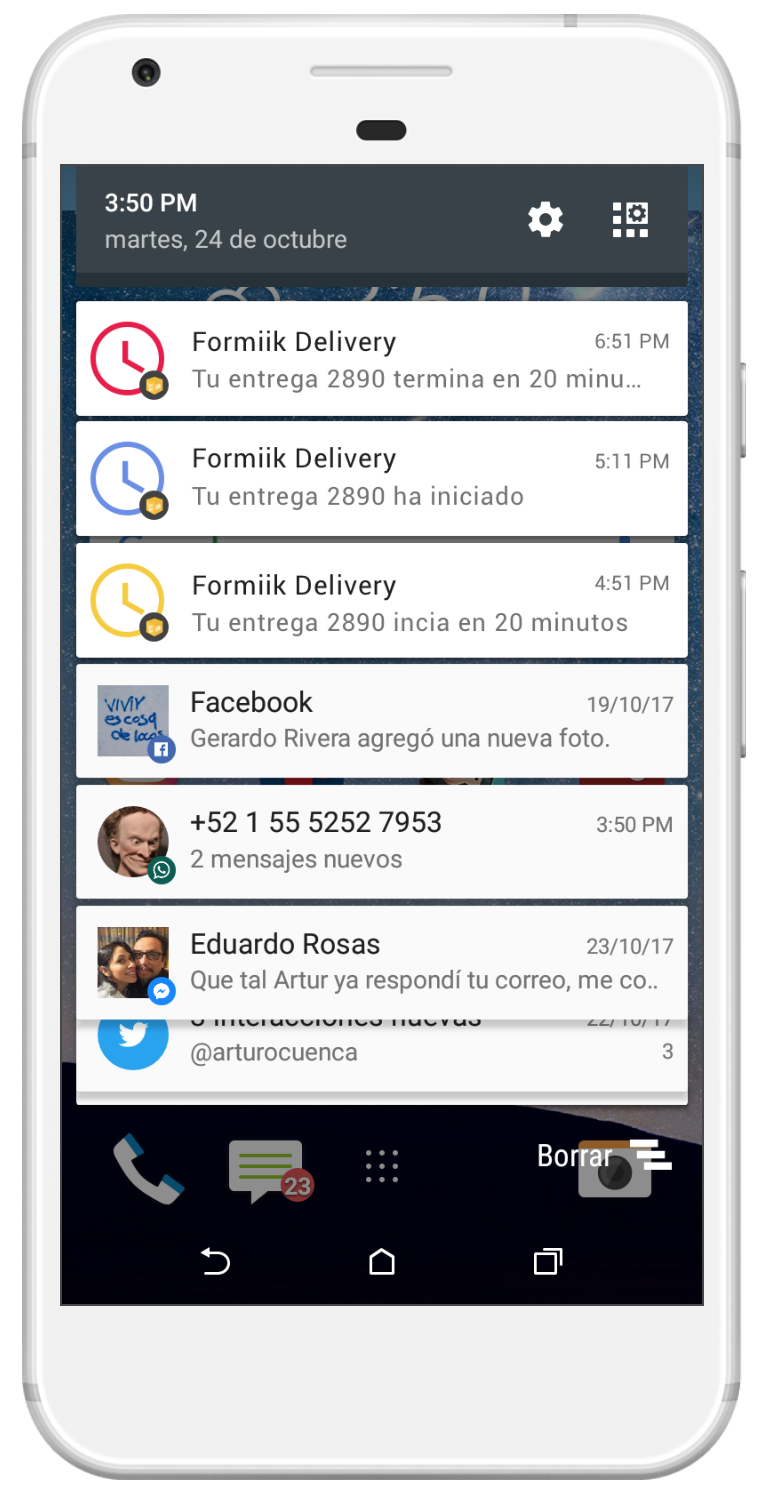 3:50 PM
martes, 24 de octubre
Formiik Delivery
6:51 PM
Tu entrega 2890 termina en 20 minu...
Formiik Delivery
5:11 PM
Tu entrega 2890 ha iniciado
Formiik Delivery
4:51 PM
Tu entrega 2890 incia en 20 minutos
VIVIR
es cosa
de locos
Facebook
19/10/17
Gerardo Rivera agregó una nueva foto.
+52 1 55 5252 7953
3:50 PM
2 mensajes nuevos
Eduardo Rosas
23/10/17
Que tal Artur ya respondí tu correo, me co..
3 interacciones nuevas
22/10/17
@arturocuenca
3
Borrar
23